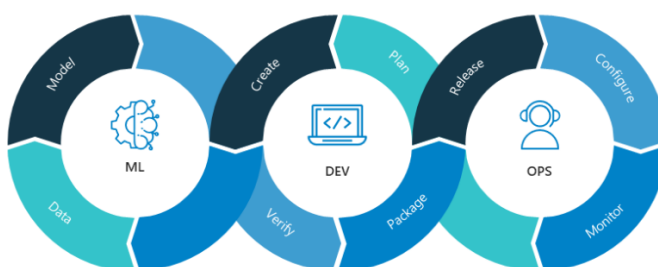 Model
Data
ML
Create
Plan
Verify
Package
DEV
Release
Configure
Monitor
OPS